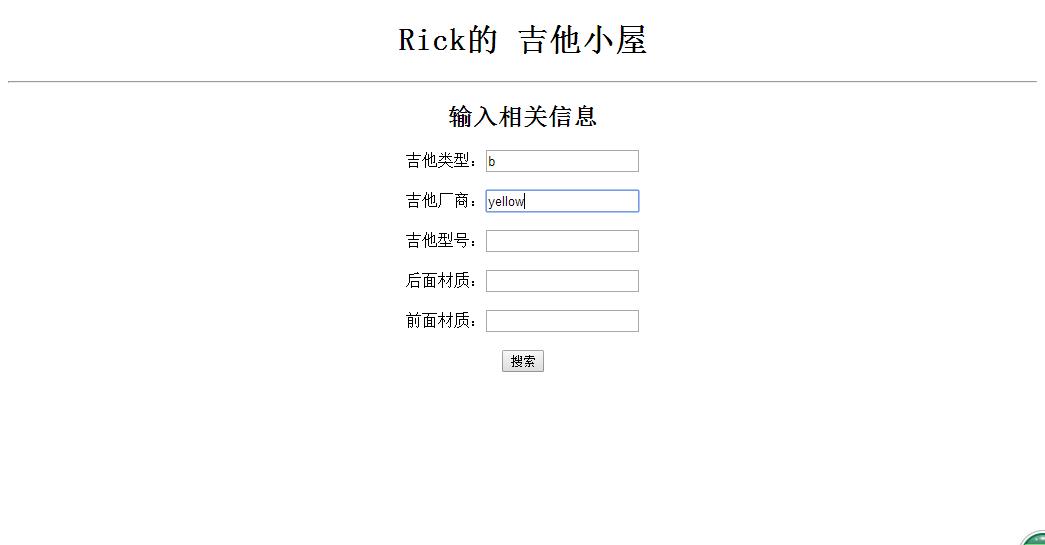 Rick的 吉他小屋
输入相关信息
吉他类型：b
吉他厂商：yellow
吉他型号：
后面材质：
前面材质：
搜索